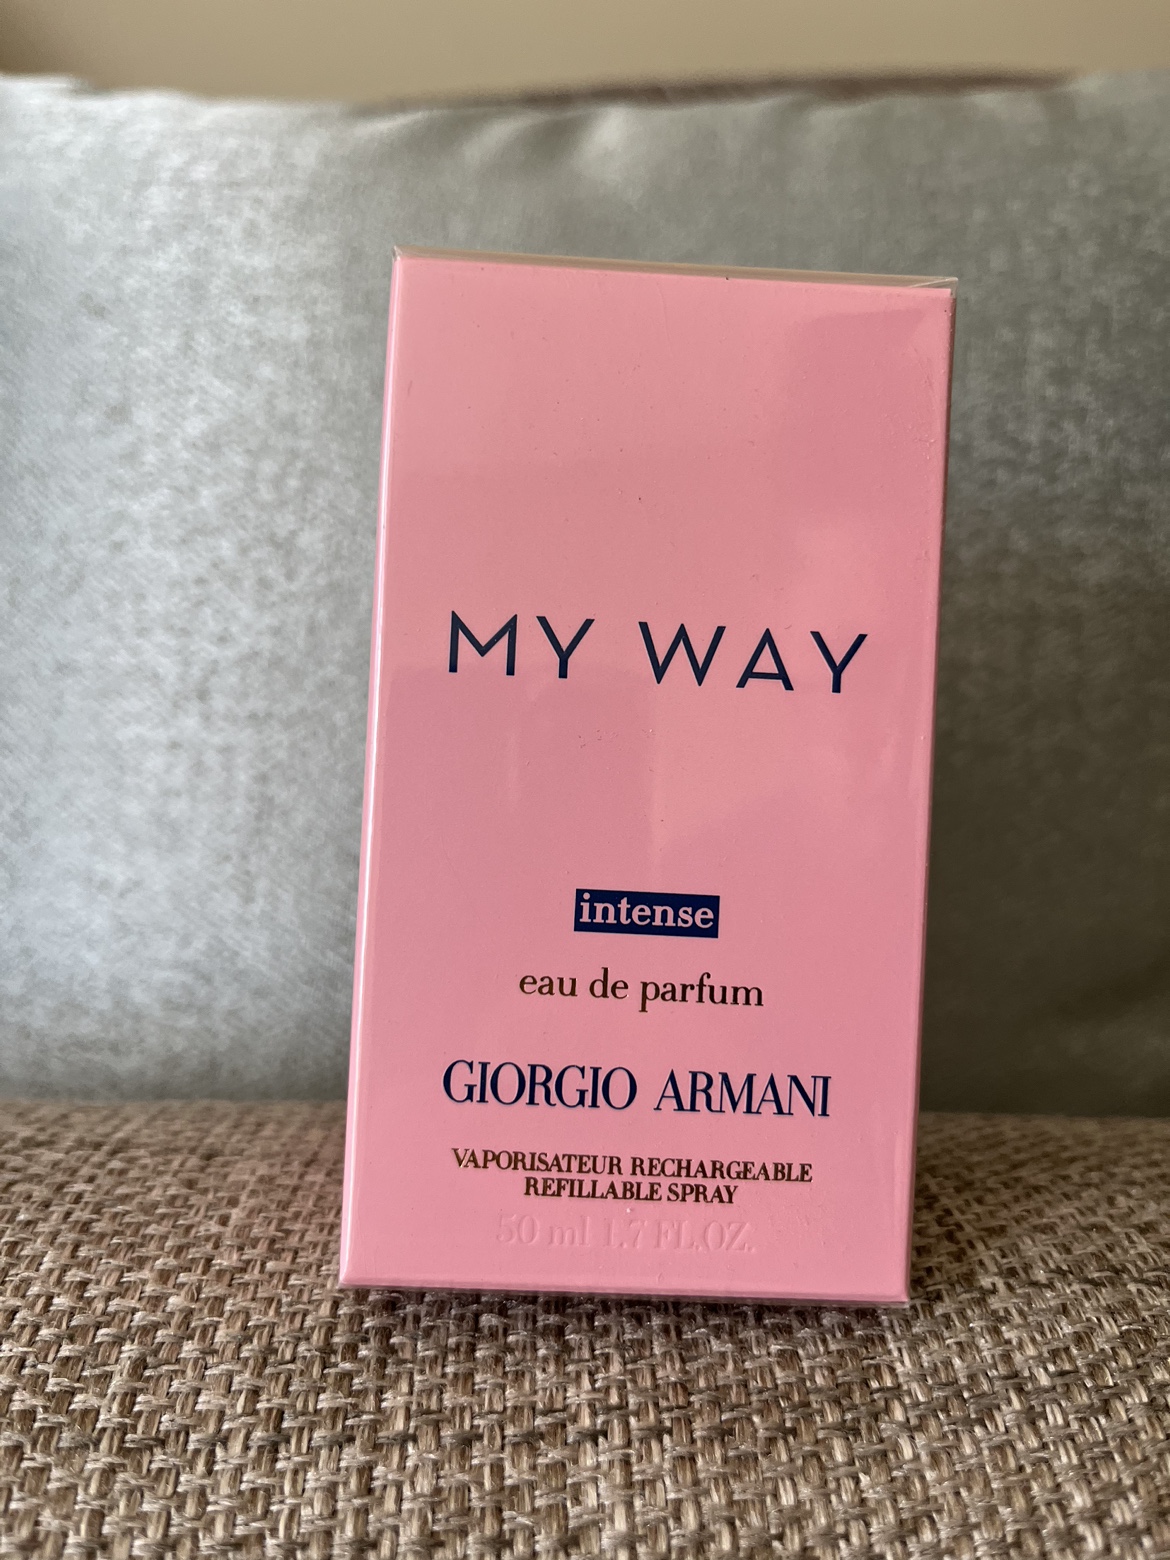 MY WAY
intense
eau de parfum
GIORGIO ARMANI
VAPORISATEUR RECHARGEABLE
REFILLABLE SPRAY
50 ml 1.7 FL.OZ.